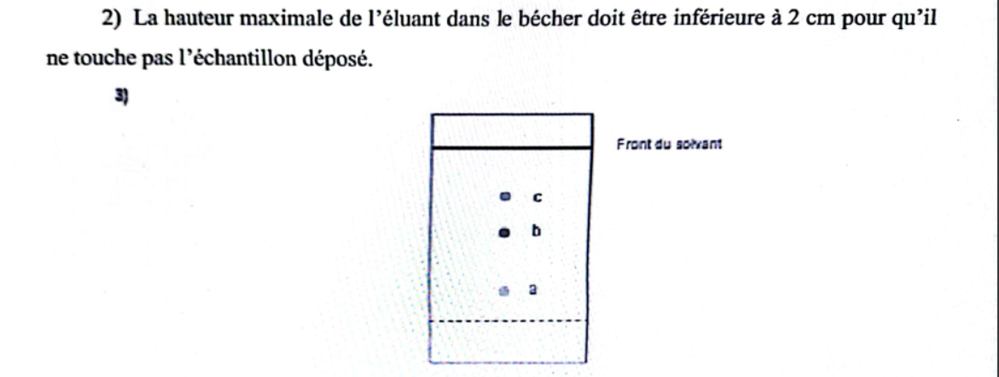 2) La hauteur maximale de l’éluant dans le bécher doit être inférieure à 2 cm pour qu’il
ne touche pas l’échantillon déposé.
3)
Front du solvant
c
b
a